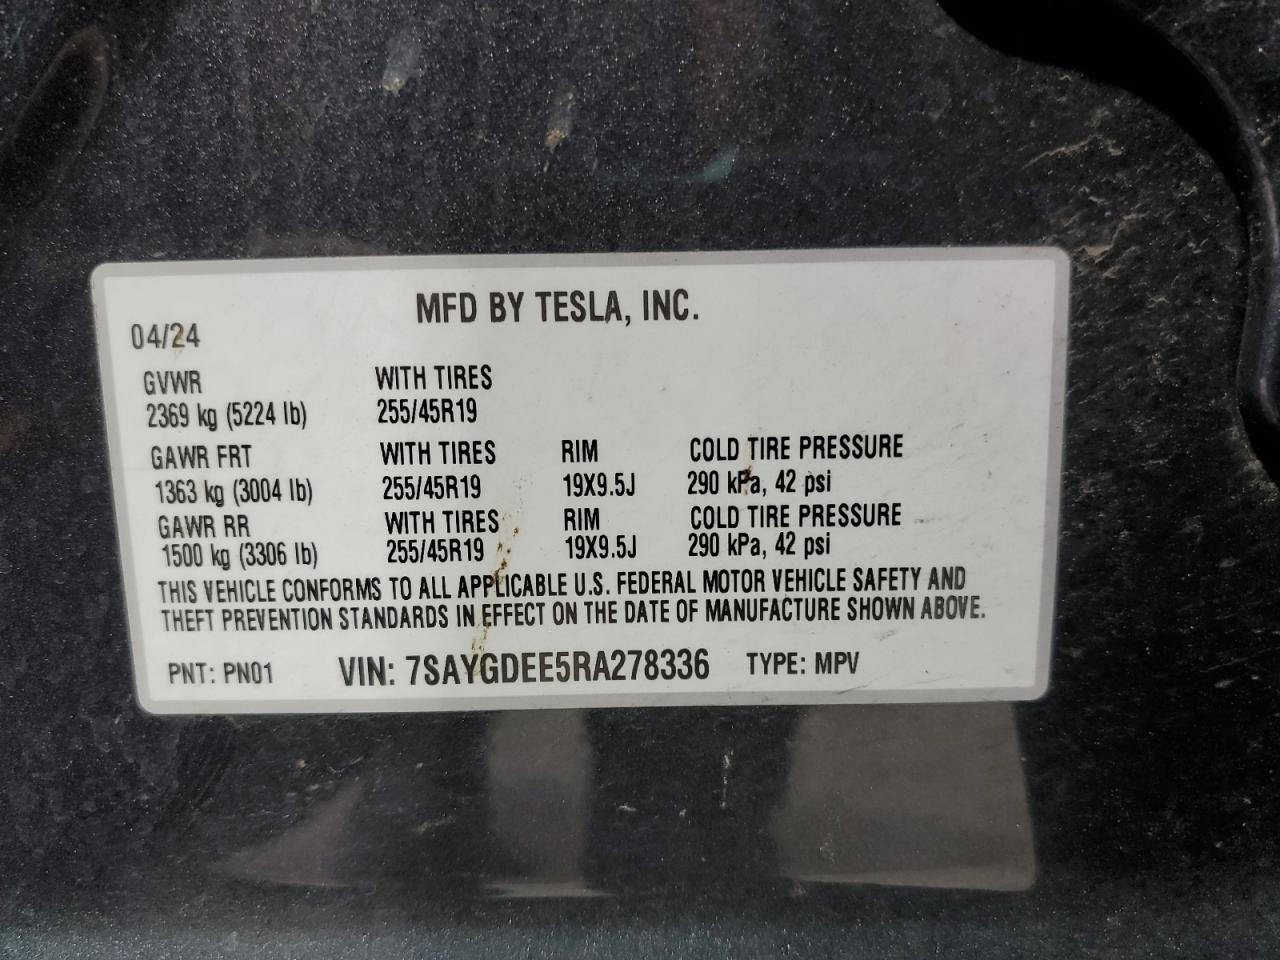 MFD BY TESLA, INC.
04/24
GVWR WITH TIRES
2369 kg (5224 lb) 255/45R19
GAWR FRT WITH TIRES RIM COLD TIRE PRESSURE
1363 kg (3004 lb) 255/45R19 19X9.5J 290 kPa, 42 psi
GAWR RR WITH TIRES RIM COLD TIRE PRESSURE
1500 kg (3306 lb) 255/45R19 19X9.5J 290 kPa, 42 psi
THIS VEHICLE CONFORMS TO ALL APPLICABLE U.S. FEDERAL MOTOR VEHICLE SAFETY AND
THEFT PREVENTION STANDARDS IN EFFECT ON THE DATE OF MANUFACTURE SHOWN ABOVE.
PNT: PN01 VIN: 7SAYGDEE5RA278336 TYPE: MPV